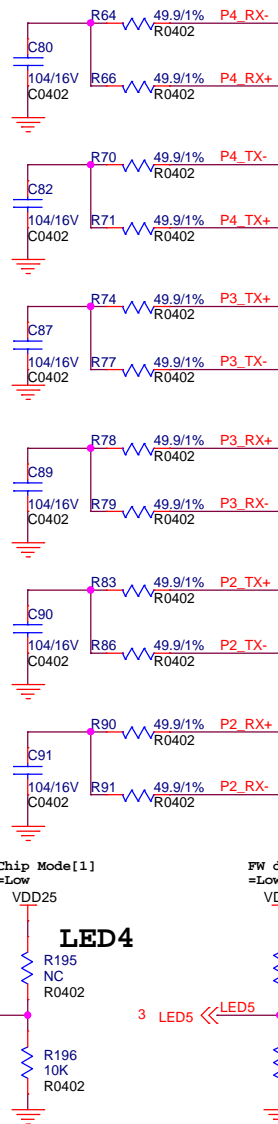 R64 49.9/1% P4_RX-
R0402
C80
104/16V R66 49.9/1% P4_RX+
C0402 R0402
R70 49.9/1% P4_TX-
R0402
C82
104/16V R71 49.9/1% P4_TX+
C0402 R0402
R74 49.9/1% P3_TX+
R0402
C87
104/16V R77 49.9/1% P3_TX-
C0402 R0402
R78 49.9/1% P3_RX+
R0402
C89
104/16V R79 49.9/1% P3_RX-
C0402 R0402
R83 49.9/1% P2_TX+
R0402
C90
104/16V R86 49.9/1% P2_TX-
C0402 R0402
R90 49.9/1% P2_RX+
R0402
C91
104/16V R91 49.9/1% P2_RX-
C0402 R0402
Chip Mode[1] FW d
=Low =Low
VDD25 VD
LED4
R195
NC
R0402
3 LED5 LED5
R196
10K
R0402